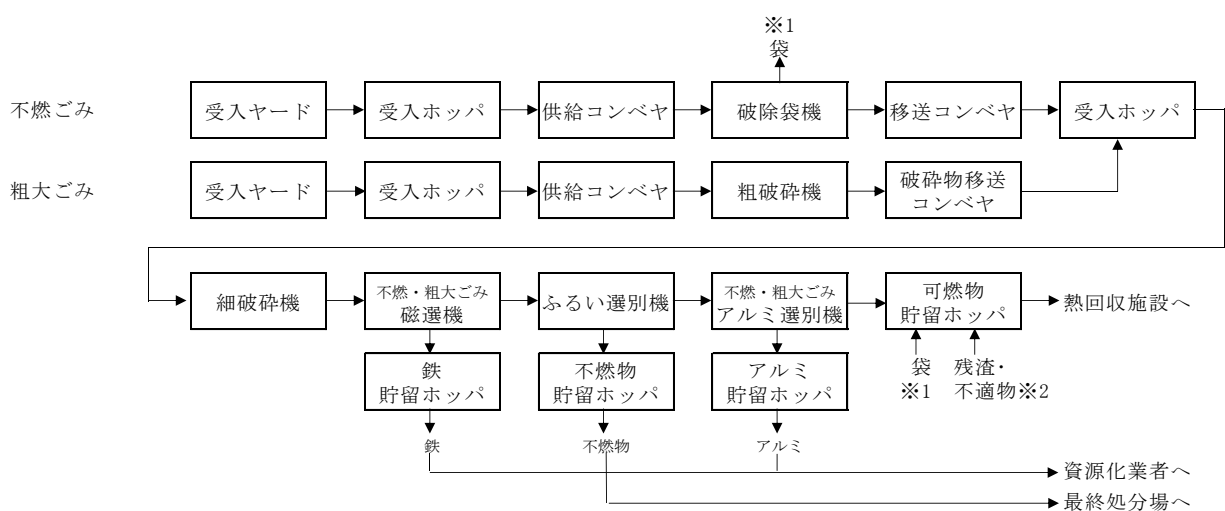 ※1
袋
不燃ごみ
受入ヤード
受入ホッパ
供給コンベヤ
破除袋機
移送コンベヤ
受入ホッパ
粗大ごみ
受入ヤード
受入ホッパ
供給コンベヤ
粗破砕機
破砕物移送
コンベヤ
細破砕機
不燃・粗大ごみ
磁選機
ふるい選別機
不燃・粗大ごみ
アルミ選別機
可燃物
貯留ホッパ
熱回収施設へ
鉄
貯留ホッパ
不燃物
貯留ホッパ
アルミ
貯留ホッパ
袋
※1
残渣・
不適物※2
鉄
不燃物
アルミ
資源化業者へ
最終処分場へ